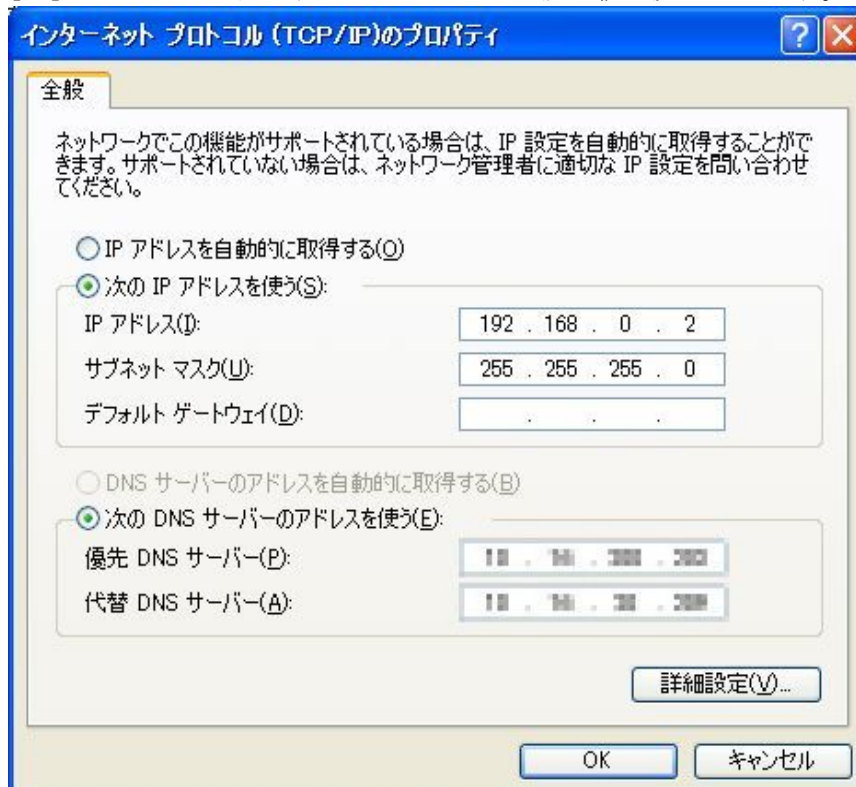 インターネット プロトコル (TCP/IP)のプロパティ
全般
ネットワークでこの機能がサポートされている場合は、IP 設定を自動的に取得することがで
きます。サポートされていない場合は、ネットワーク管理者に適切な IP 設定を問い合わせ
てください。
IP アドレスを自動的に取得する(O)
次の IP アドレスを使う(S):
IP アドレス(I): 192 . 168 . 0 . 2
サブネット マスク(U): 255 . 255 . 255 . 0
デフォルト ゲートウェイ(D): . . .
DNS サーバーのアドレスを自動的に取得する(B)
次の DNS サーバーのアドレスを使う(E):
優先 DNS サーバー(P):
代替 DNS サーバー(A):
詳細設定(V)...
OK キャンセル